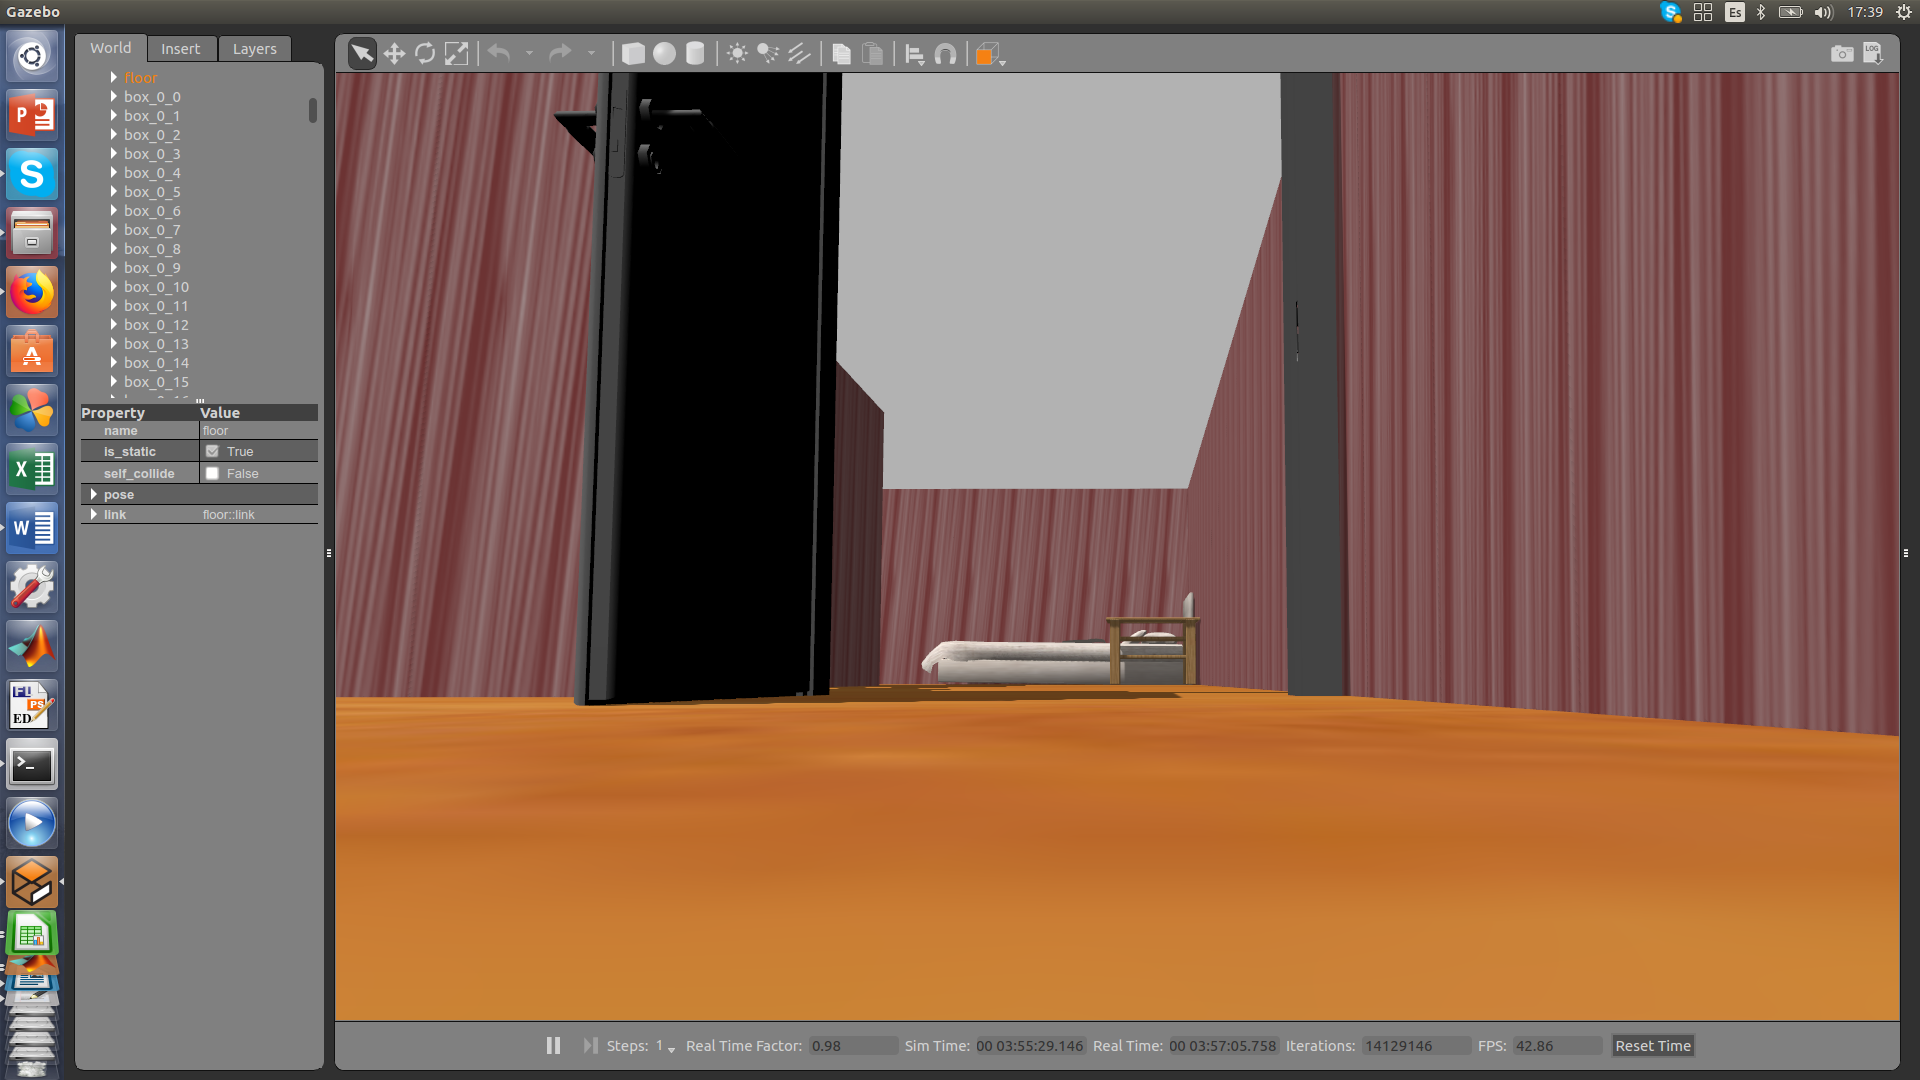 Gazebo
Es
17:39
World
Insert
Layers
LOG
floor
box_0_0
box_0_1
box_0_2
box_0_3
box_0_4
box_0_5
box_0_6
box_0_7
box_0_8
box_0_9
box_0_10
box_0_11
box_0_12
box_0_13
box_0_14
box_0_15
Property Value
name floor
is_static True
self_collide False
pose
link floor::link
Steps: 1 Real Time Factor: 0.98 Sim Time: 00 03:55:29.146 Real Time: 00 03:57:05.758 Iterations: 14129146 FPS: 42.86 Reset Time